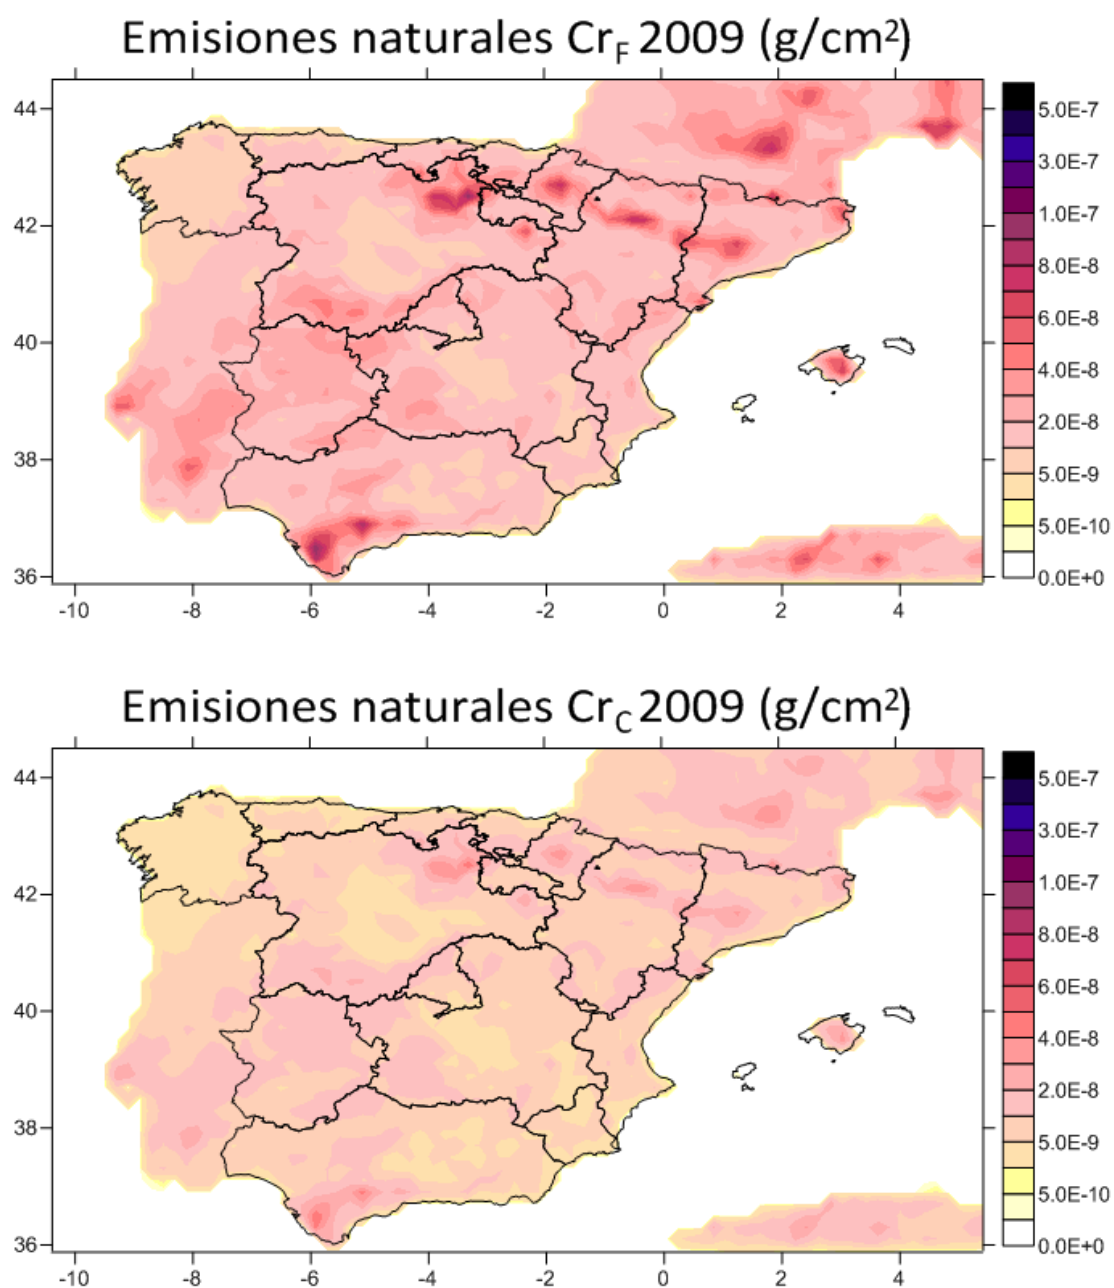 Emisiones naturales CrF 2009 (g/cm²)
44
42
40
38
36
-10 -8 -6 -4 -2 0 2 4
5.0E-7
3.0E-7
1.0E-7
8.0E-8
6.0E-8
4.0E-8
2.0E-8
5.0E-9
5.0E-10
0.0E+0
Emisiones naturales CrC 2009 (g/cm²)
44
42
40
38
36
-10 -8 -6 -4 -2 0 2 4
5.0E-7
3.0E-7
1.0E-7
8.0E-8
6.0E-8
4.0E-8
2.0E-8
5.0E-9
5.0E-10
0.0E+0